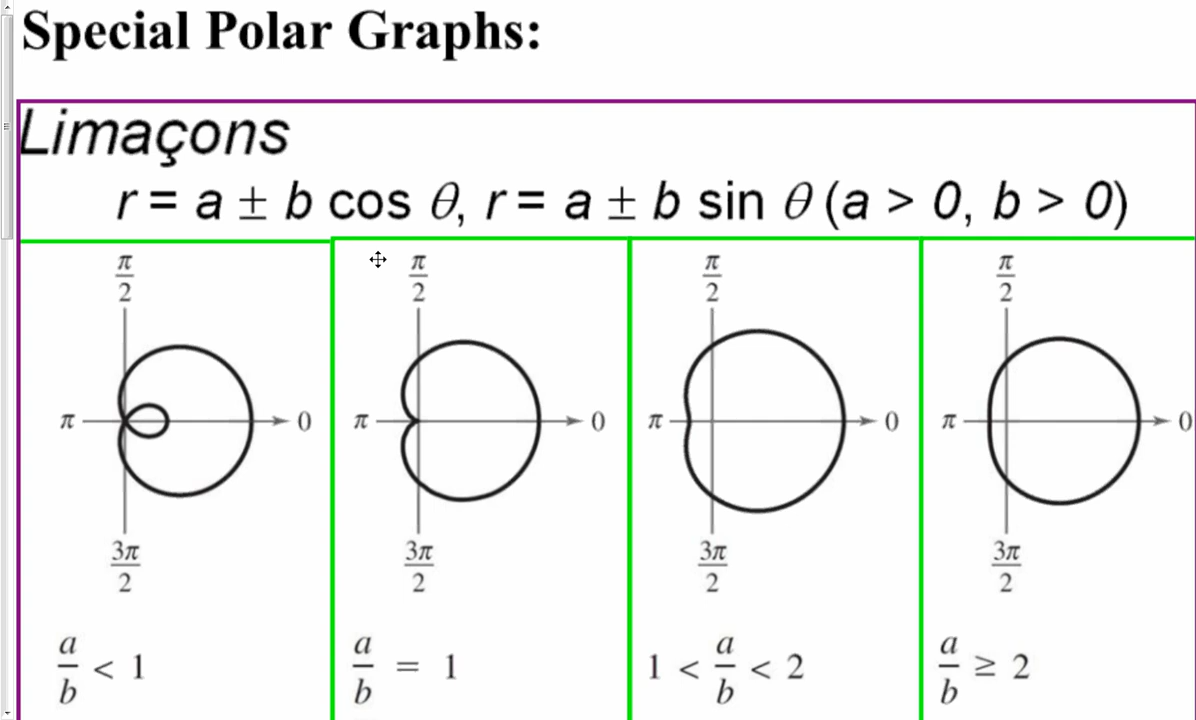 Special Polar Graphs:
Limaçons
r = a ± b cos θ, r = a ± b sin θ (a > 0, b > 0)
π/2 π/2 π/2 π/2
π 0 π 0 π 0 π 0
3π/2 3π/2 3π/2 3π/2
a/b < 1 a/b = 1 1 < a/b < 2 a/b ≥ 2